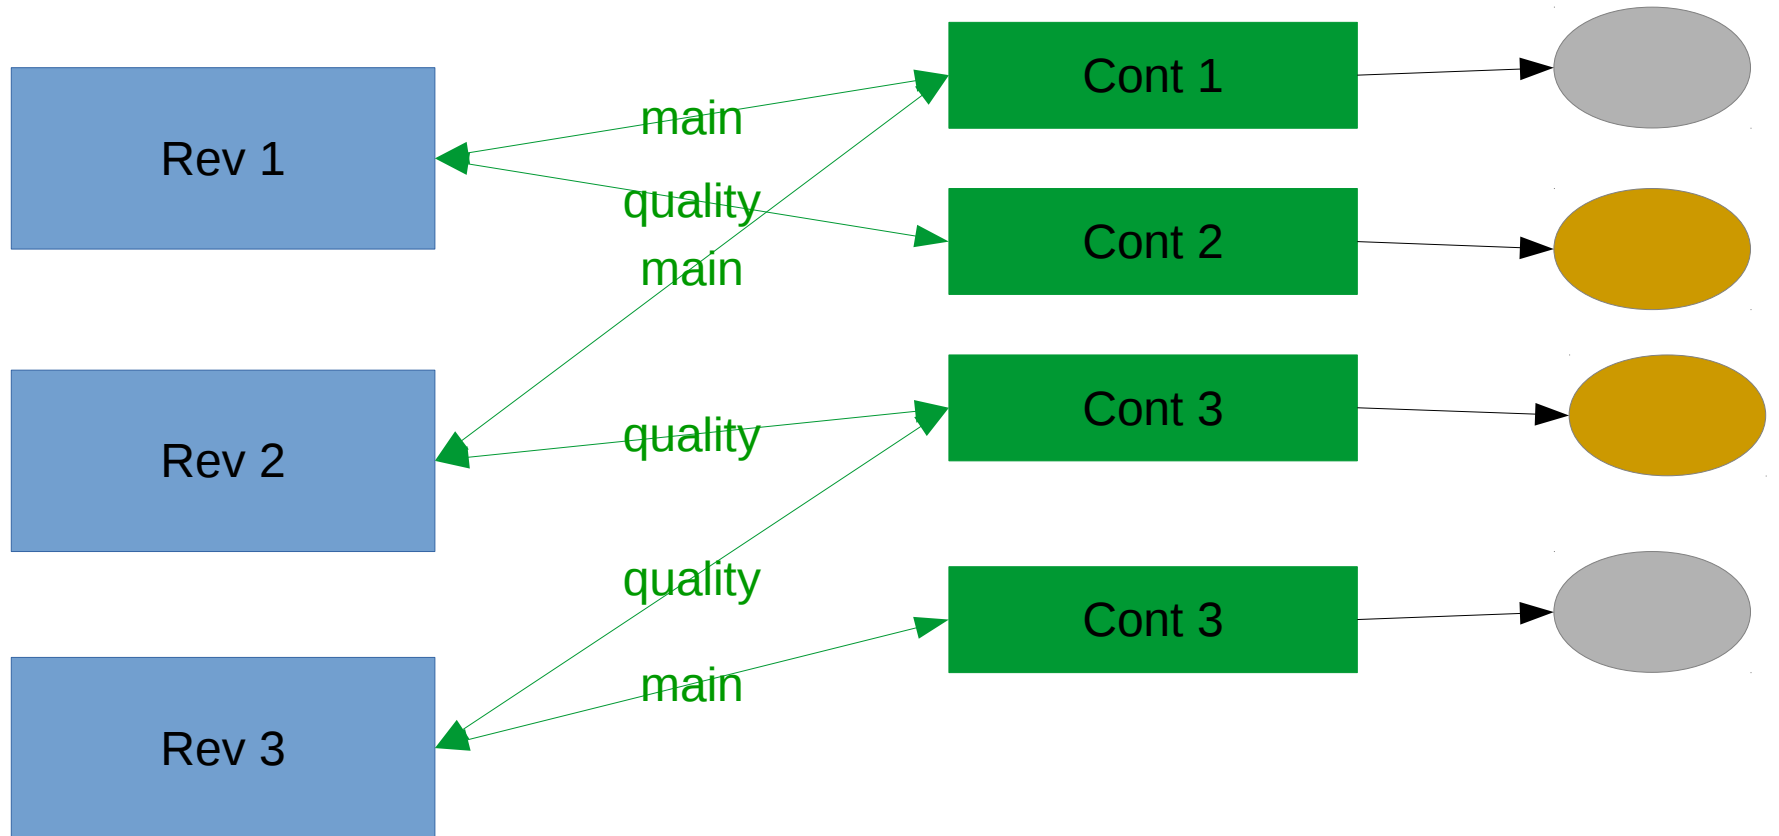 Rev 1
main
quality
main
Cont 1
Cont 2
Rev 2
quality
Cont 3
quality
Rev 3
main
Cont 3